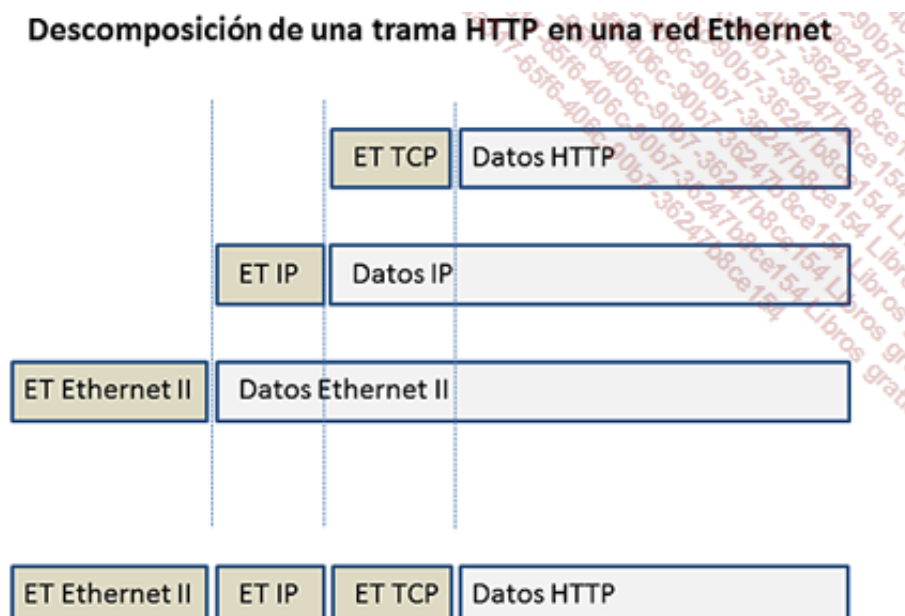 Descomposición de una trama HTTP en una red Ethernet
ET TCP Datos HTTP
ET IP Datos IP
ET Ethernet II Datos Ethernet II
ET Ethernet II ET IP ET TCP Datos HTTP